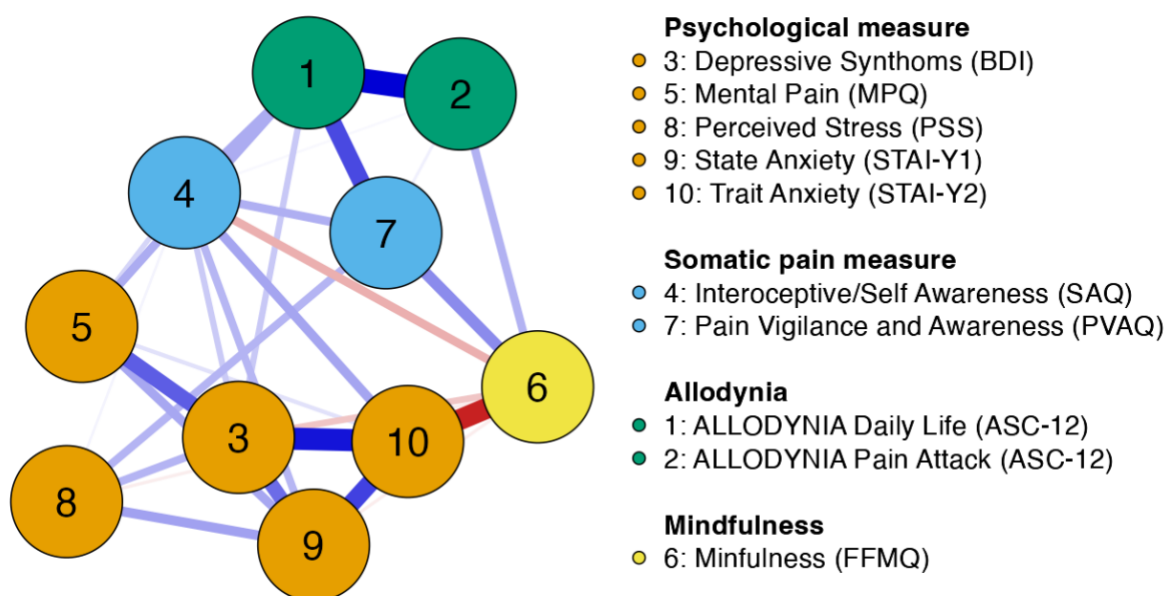 1
2
4
7
5
6
3
10
8
9
Psychological measure
3: Depressive Synthoms (BDI)
5: Mental Pain (MPQ)
8: Perceived Stress (PSS)
9: State Anxiety (STAI-Y1)
10: Trait Anxiety (STAI-Y2)
Somatic pain measure
4: Interoceptive/Self Awareness (SAQ)
7: Pain Vigilance and Awareness (PVAQ)
Allodynia
1: ALLODYNIA Daily Life (ASC-12)
2: ALLODYNIA Pain Attack (ASC-12)
Mindfulness
6: Minfulness (FFMQ)